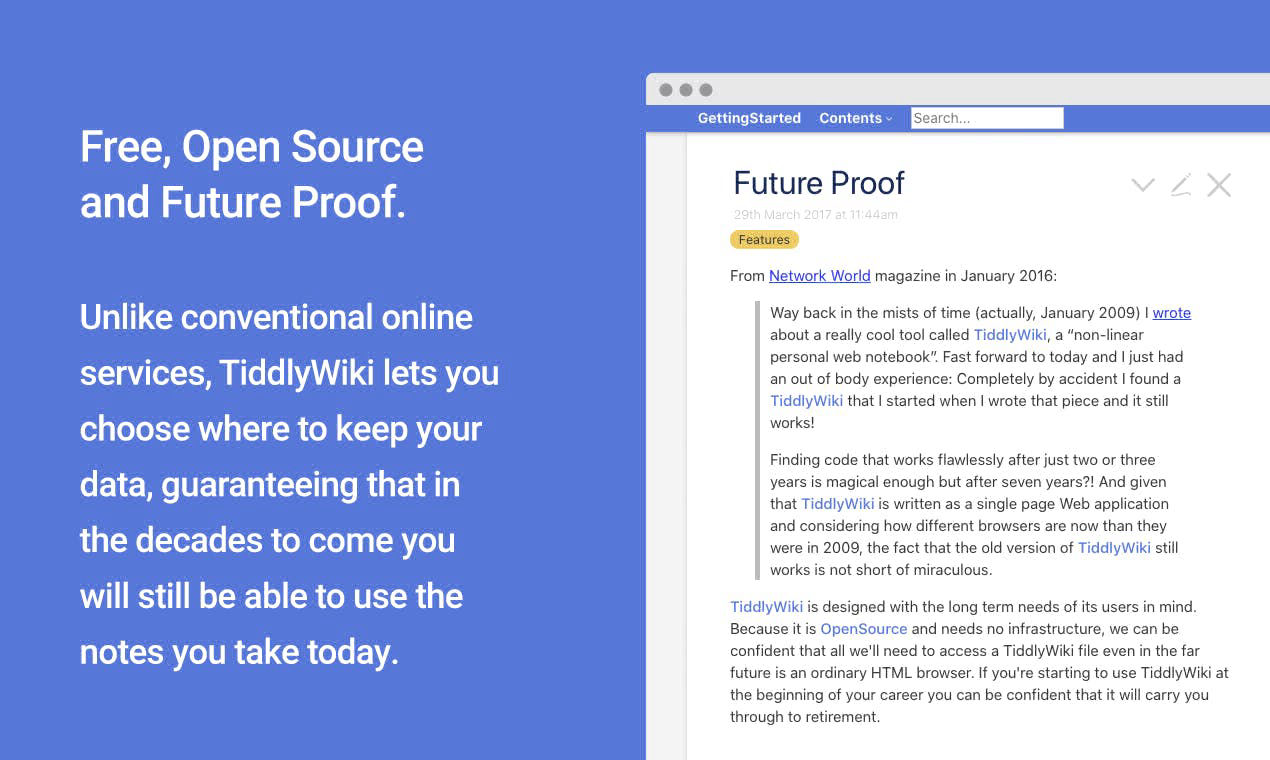 Free, Open Source
and Future Proof.
Unlike conventional online
services, TiddlyWiki lets you
choose where to keep your
data, guaranteeing that in
the decades to come you
will still be able to use the
notes you take today.
GettingStarted Contents Search...
Future Proof
29th March 2017 at 11:44am
Features
From Network World magazine in January 2016:
Way back in the mists of time (actually, January 2009) I wrote
about a really cool tool called TiddlyWiki, a “non-linear
personal web notebook”. Fast forward to today and I just had
an out of body experience: Completely by accident I found a
TiddlyWiki that I started when I wrote that piece and it still
works!
Finding code that works flawlessly after just two or three
years is magical enough but after seven years?! And given
that TiddlyWiki is written as a single page Web application
and considering how different browsers are now than they
were in 2009, the fact that the old version of TiddlyWiki still
works is not short of miraculous.
TiddlyWiki is designed with the long term needs of its users in mind.
Because it is OpenSource and needs no infrastructure, we can be
confident that all we'll need to access a TiddlyWiki file even in the far
future is an ordinary HTML browser. If you're starting to use TiddlyWiki at
the beginning of your career you can be confident that it will carry you
through to retirement.